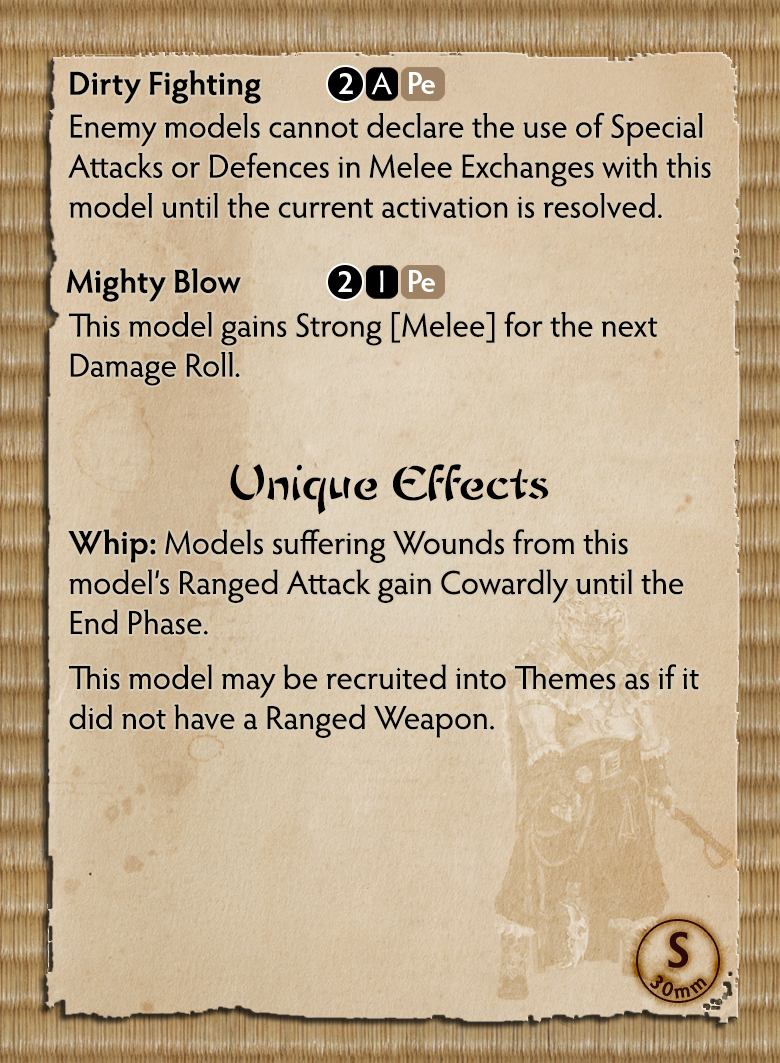 Dirty Fighting 2 A Pe
Enemy models cannot declare the use of Special
Attacks or Defences in Melee Exchanges with this
model until the current activation is resolved.
Mighty Blow 2 I Pe
This model gains Strong [Melee] for the next
Damage Roll.
Unique Effects
Whip: Models suffering Wounds from this
model's Ranged Attack gain Cowardly until the
End Phase.
This model may be recruited into Themes as if it
did not have a Ranged Weapon.
S
30mm